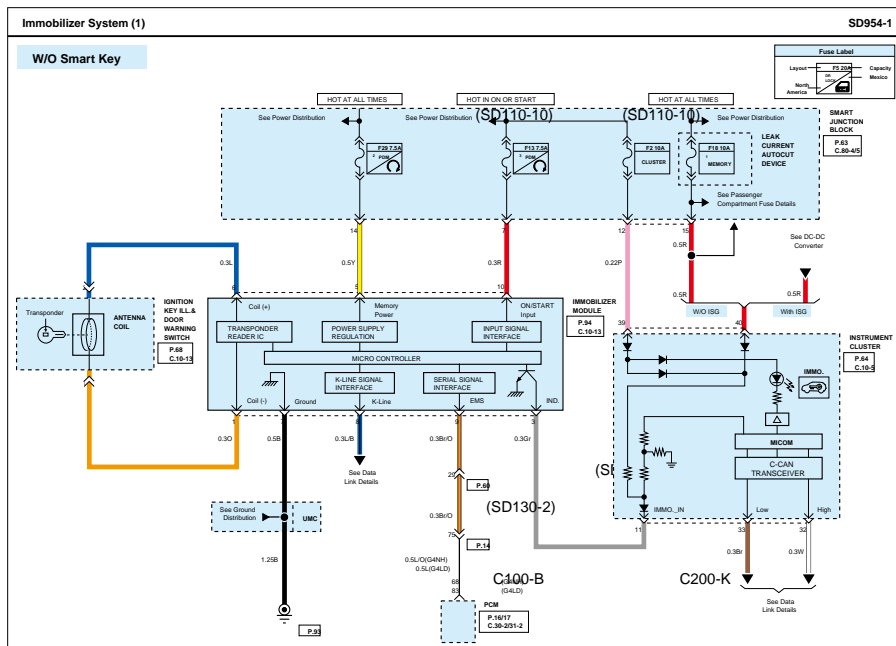 Immobilizer System (1)
SD954-1
W/O Smart Key
Fuse Label
Layout
F5 20A
DR
LOCK
Capacity
Mexico
North
America
HOT AT ALL TIMES
HOT IN ON OR START
HOT AT ALL TIMES
See Power Distribution
See Power Distribution
(SD110-10)
(SD110-10)
See Power Distribution
SMART
JUNCTION
BLOCK
P.63
C.80-4/5
F29 7.5A
2 PDM
F13 7.5A
3 PDM
F2 10A
CLUSTER
F18 10A
1
MEMORY
LEAK
CURRENT
AUTOCUT
DEVICE
See Passenger
Compartment Fuse Details
14
7
12
15
0.3L
0.5Y
0.3R
0.22P
0.5R
See DC-DC
Converter
0.5R
0.5R
W/O ISG
With ISG
6
5
10
39
40
Transponder
ANTENNA
COIL
IGNITION
KEY ILL.&
DOOR
WARNING
SWITCH
P.68
C.10-13
Coil (+)
Memory
Power
ON/START
Input
TRANSPONDER
READER IC
POWER SUPPLY
REGULATION
INPUT SIGNAL
INTERFACE
MICRO CONTROLLER
K-LINE SIGNAL
INTERFACE
SERIAL SIGNAL
INTERFACE
Coil (-)
Ground
K-Line
EMS
IND.
IMMOBILIZER
MODULE
P.94
C.10-13
INSTRUMENT
CLUSTER
P.64
C.10-5
IMMO.
MICOM
C-CAN
TRANSCEIVER
IMMO._IN
Low
High
1
8
9
3
0.3O
0.5B
0.3L/B
0.3Br/O
0.3Gr
See Data
Link Details
29
P.60
(SD130-2)
0.3Br/O
75
P.14
0.5L/O(G4NH)
0.5L(G4LD)
C100-B
68
83
(G4LD)
PCM
P.16/17
C.30-2/31-2
See Ground
Distribution
UMC
1.25B
P.93
11
33
32
0.3Br
0.3W
C200-K
See Data
Link Details